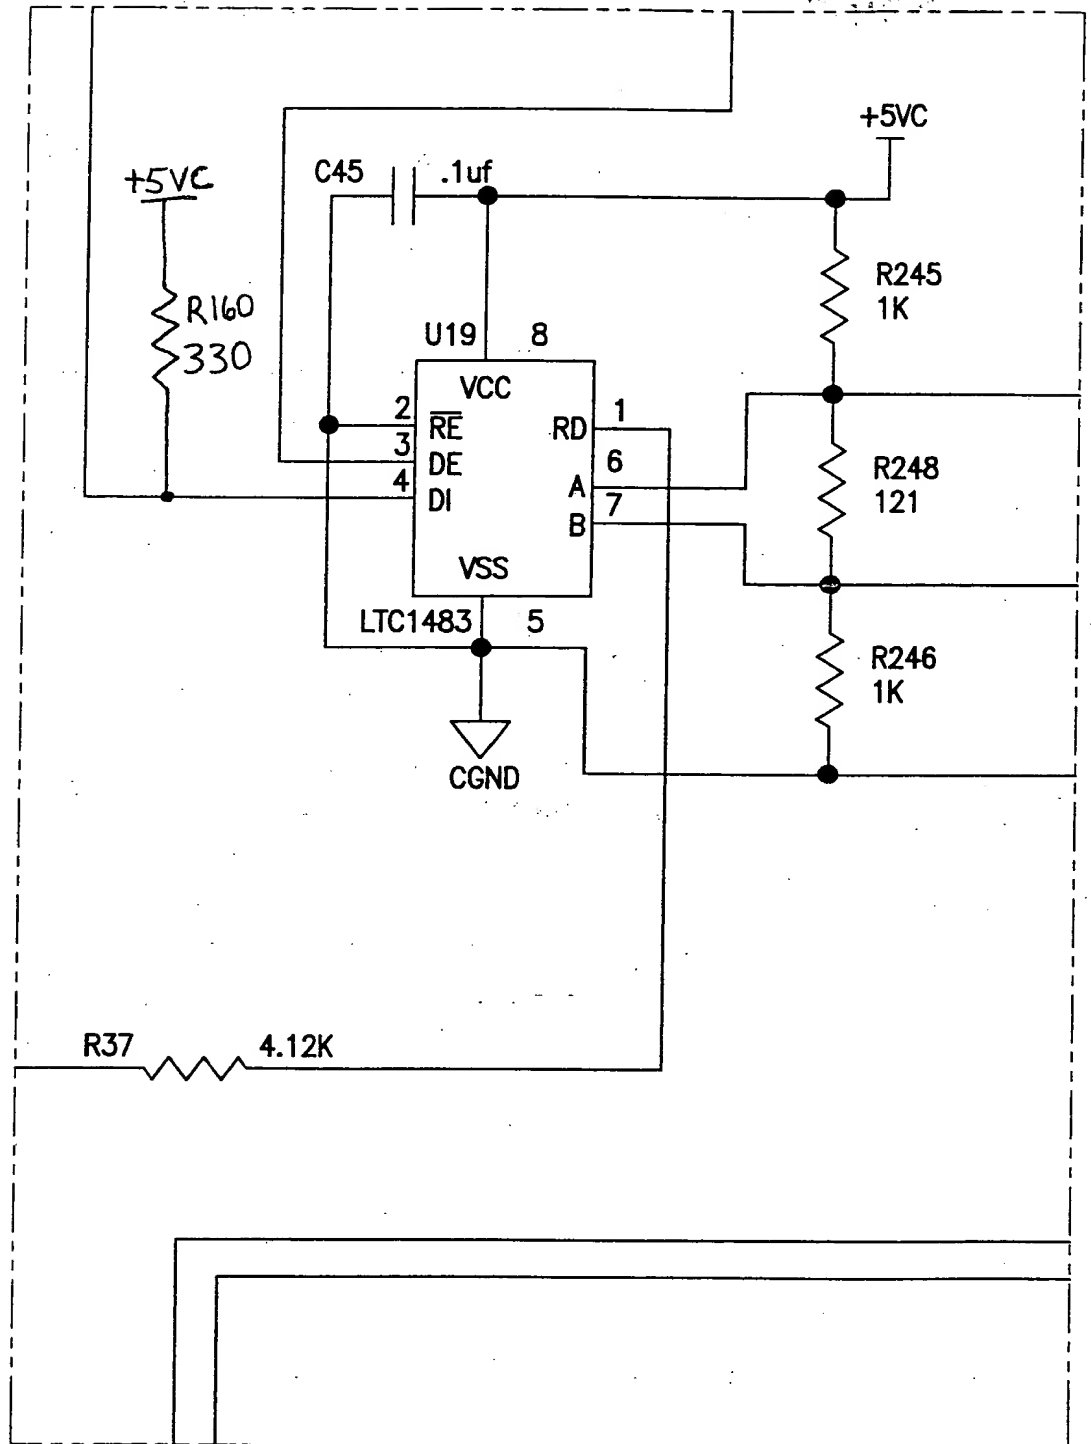 +5VC
C45 .1uf
+5VC
R160
330
R245
1K
U19 8
VCC
2 RE
3 DE
4 DI
RD 1
A 6
B 7
VSS
LTC1483 5
R248
121
R246
1K
CGND
R37 4.12K